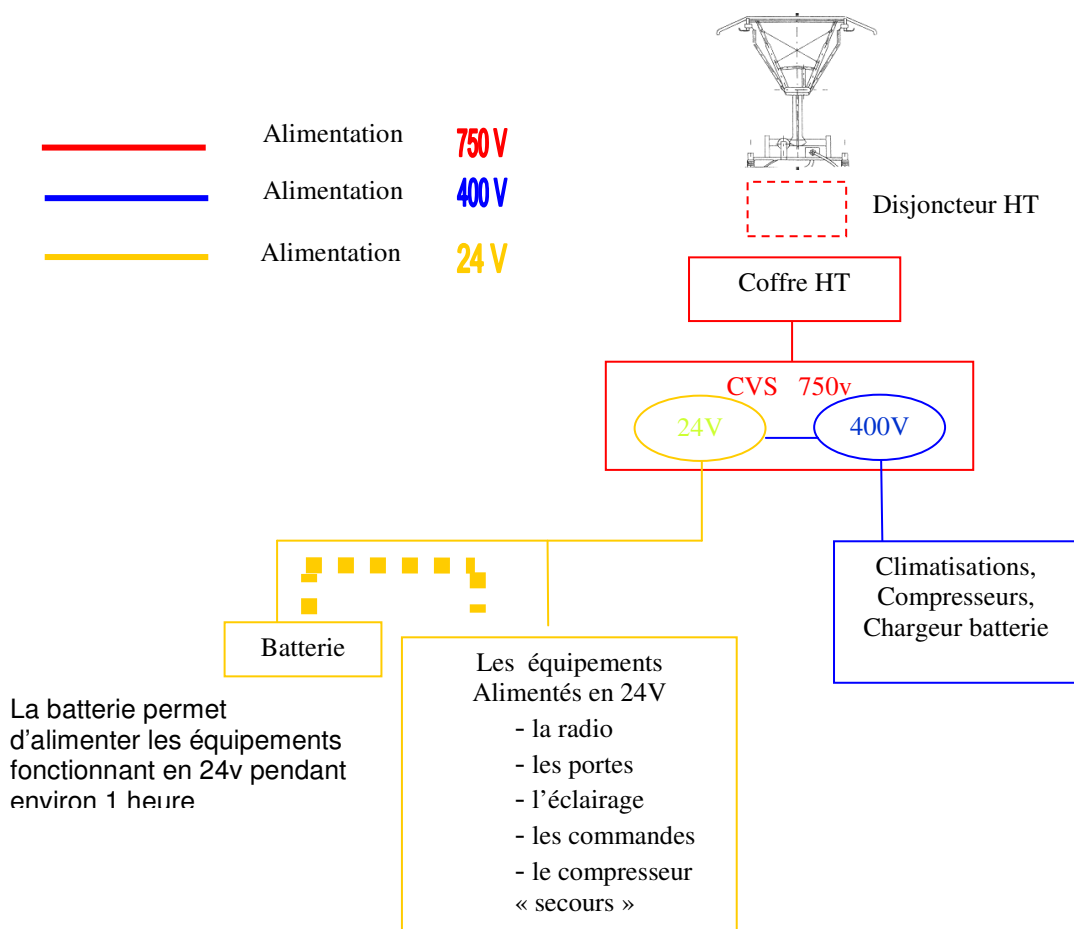 Alimentation 750 V
Alimentation 400 V
Alimentation 24 V
Disjoncteur HT
Coffre HT
CVS 750v
24V
400V
Climatisations,
Compresseurs,
Chargeur batterie
Batterie
Les équipements
Alimentés en 24V
- la radio
- les portes
- l’éclairage
- les commandes
- le compresseur
« secours »
La batterie permet
d’alimenter les équipements
fonctionnant en 24v pendant
environ 1 heure